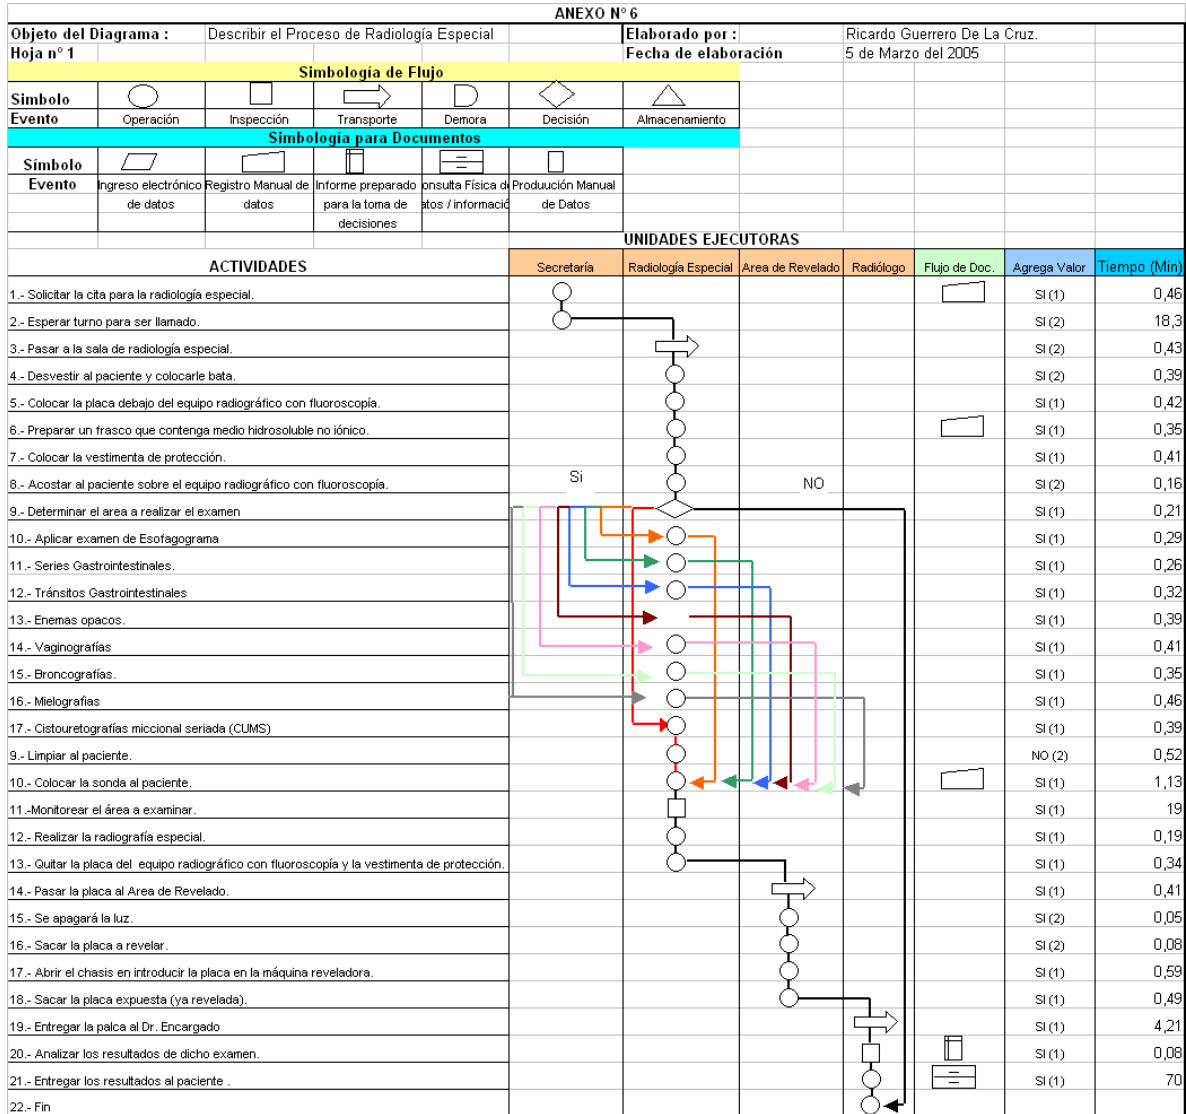 ANEXO Nº 6
Objeto del Diagrama : Describir el Proceso de Radiología Especial Elaborado por : Ricardo Guerrero De La Cruz.
Hoja nº 1 Fecha de elaboración 5 de Marzo del 2005
Simbología de Flujo
Simbolo
Evento Operación Inspección Transporte Demora Decisión Almacenamiento
Simbología para Documentos
Símbolo
Evento Ingreso electrónico Registro Manual de Informe preparado onsulta Física de Produución Manual
de datos datos para la toma de atos / informació de Datos
decisiones
UNIDADES EJECUTORAS
ACTIVIDADES Secretaría Radiología Especial Area de Revelado Radiólogo Flujo de Doc. Agrega Valor Tiempo (Min)
1.- Solicitar la cita para la radiología especial. SI (1) 0,46
2.- Esperar turno para ser llamado. SI (2) 18,3
3.- Pasar a la sala de radiología especial. SI (2) 0,43
4.- Desvestir al paciente y colocarle bata. SI (2) 0,39
5.- Colocar la placa debajo del equipo radiográfico con fluoroscopía. SI (1) 0,42
6.- Preparar un frasco que contenga medio hidrosoluble no iónico. SI (1) 0,35
7.- Colocar la vestimenta de protección. SI (1) 0,41
8.- Acostar al paciente sobre el equipo radiográfico con fluoroscopía. Si NO SI (2) 0,16
9.- Determinar el area a realizar el examen SI (1) 0,21
10.- Aplicar examen de Esofagograma SI (1) 0,29
11.- Series Gastrointestinales. SI (1) 0,26
12.- Tránsitos Gastrointestinales SI (1) 0,32
13.- Enemas opacos. SI (1) 0,39
14.- Vaginografías SI (1) 0,41
15.- Broncografías. SI (1) 0,35
16.- Mielografias SI (1) 0,46
17.- Cistouretografías miccional seriada (CUMS) SI (1) 0,39
9.- Limpiar al paciente. NO (2) 0,52
10.- Colocar la sonda al paciente. SI (1) 1,13
11.-Monitorear el área a examinar. SI (1) 19
12.- Realizar la radiografía especial. SI (1) 0,19
13.- Quitar la placa del equipo radiográfico con fluoroscopía y la vestimenta de protección. SI (1) 0,34
14.- Pasar la placa al Area de Revelado. SI (1) 0,41
15.- Se apagará la luz. SI (2) 0,05
16.- Sacar la placa a revelar. SI (2) 0,08
17.- Abrir el chasis en introducir la placa en la máquina reveladora. SI (1) 0,59
18.- Sacar la placa expuesta (ya revelada). SI (1) 0,49
19.- Entregar la palca al Dr. Encargado SI (1) 4,21
20.- Analizar los resultados de dicho examen. SI (1) 0,08
21.- Entregar los resultados al paciente . SI (1) 70
22.- Fin